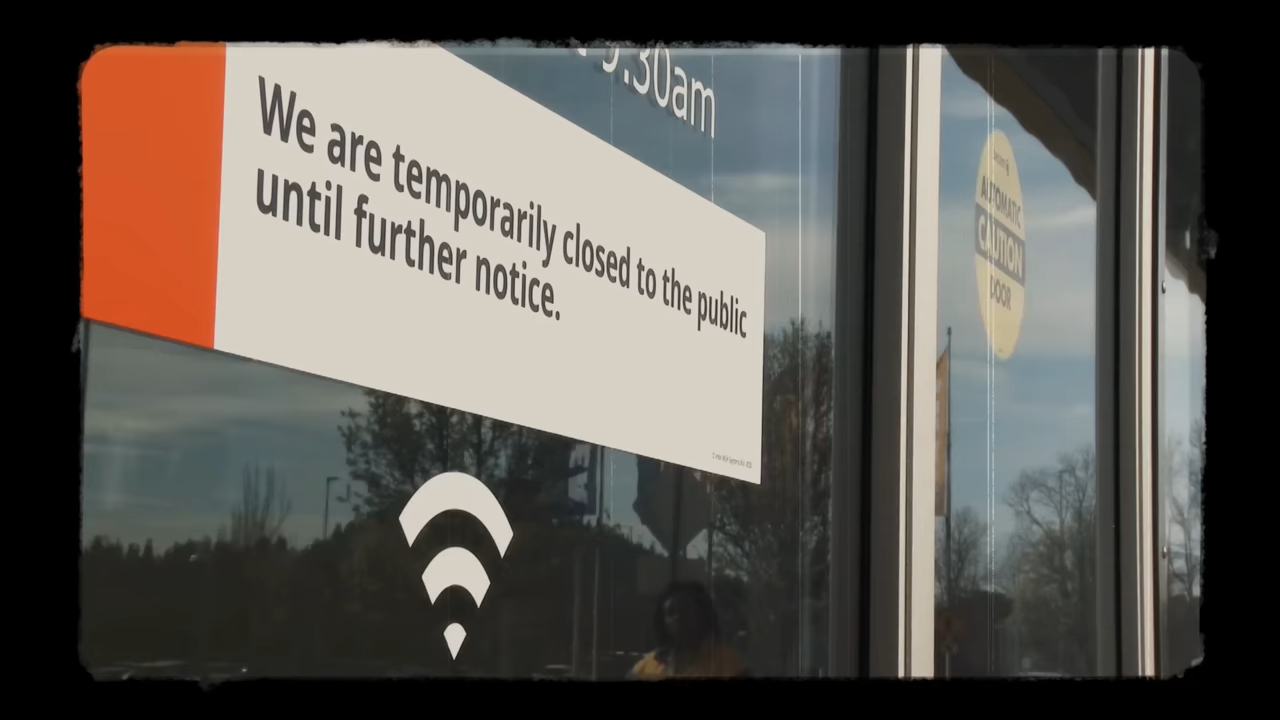 9.30am
We are temporarily closed to the public
until further notice.
AUTOMATIC
CAUTION
DOOR